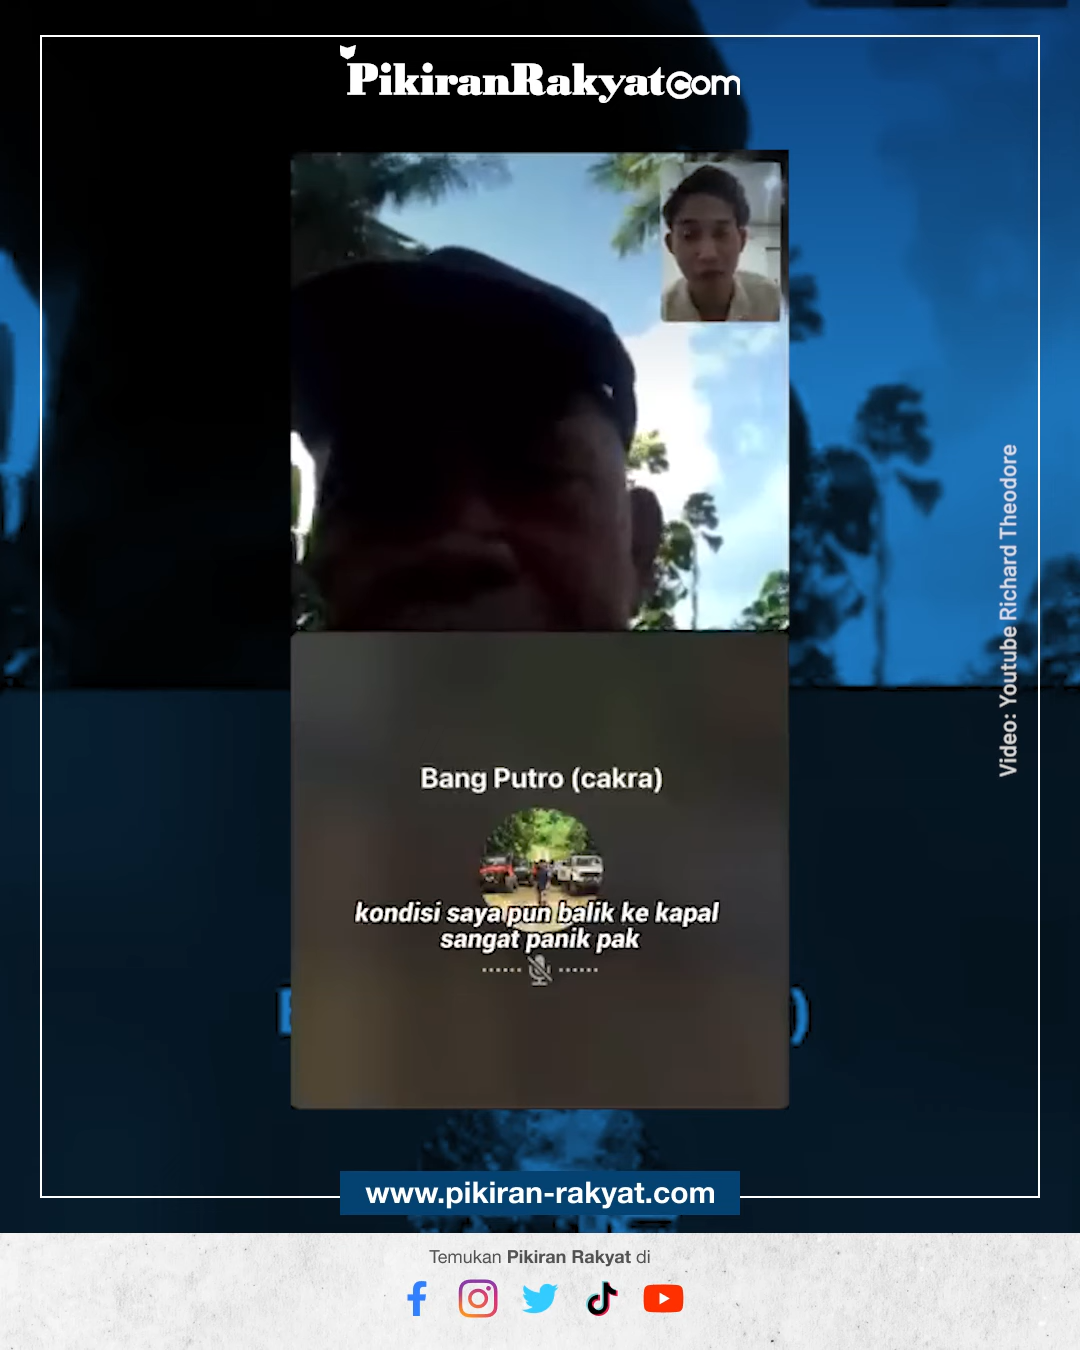 PikiranRakyat.com
Video: Youtube Richard Theodore
Bang Putro (cakra)
kondisi saya pun balik ke kapal
sangat panik pak
www.pikiran-rakyat.com
Temukan Pikiran Rakyat di